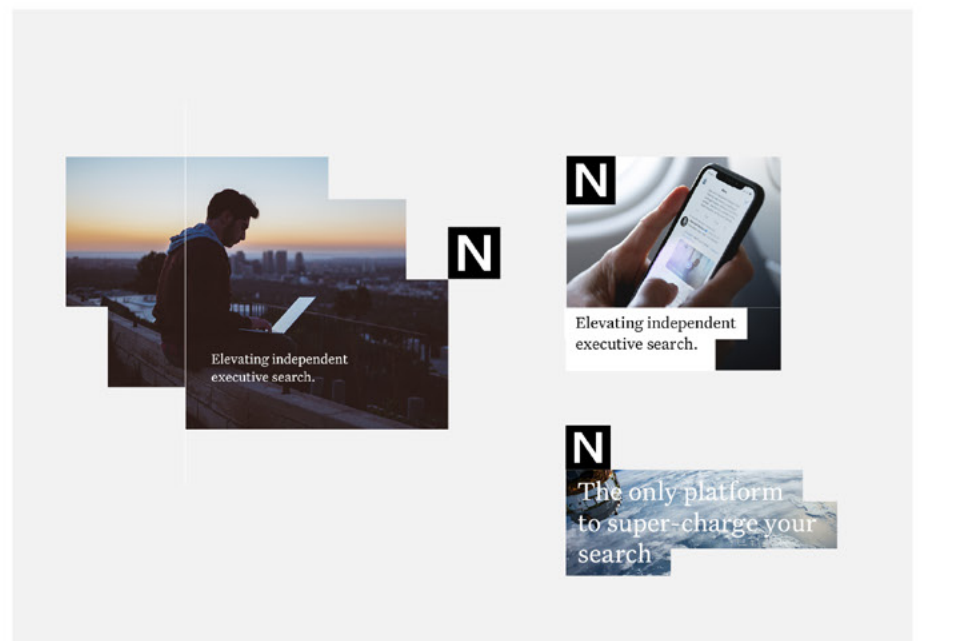 N
Elevating independent
executive search.
N
Elevating independent
executive search.
N
The only platform
to super-charge your
search